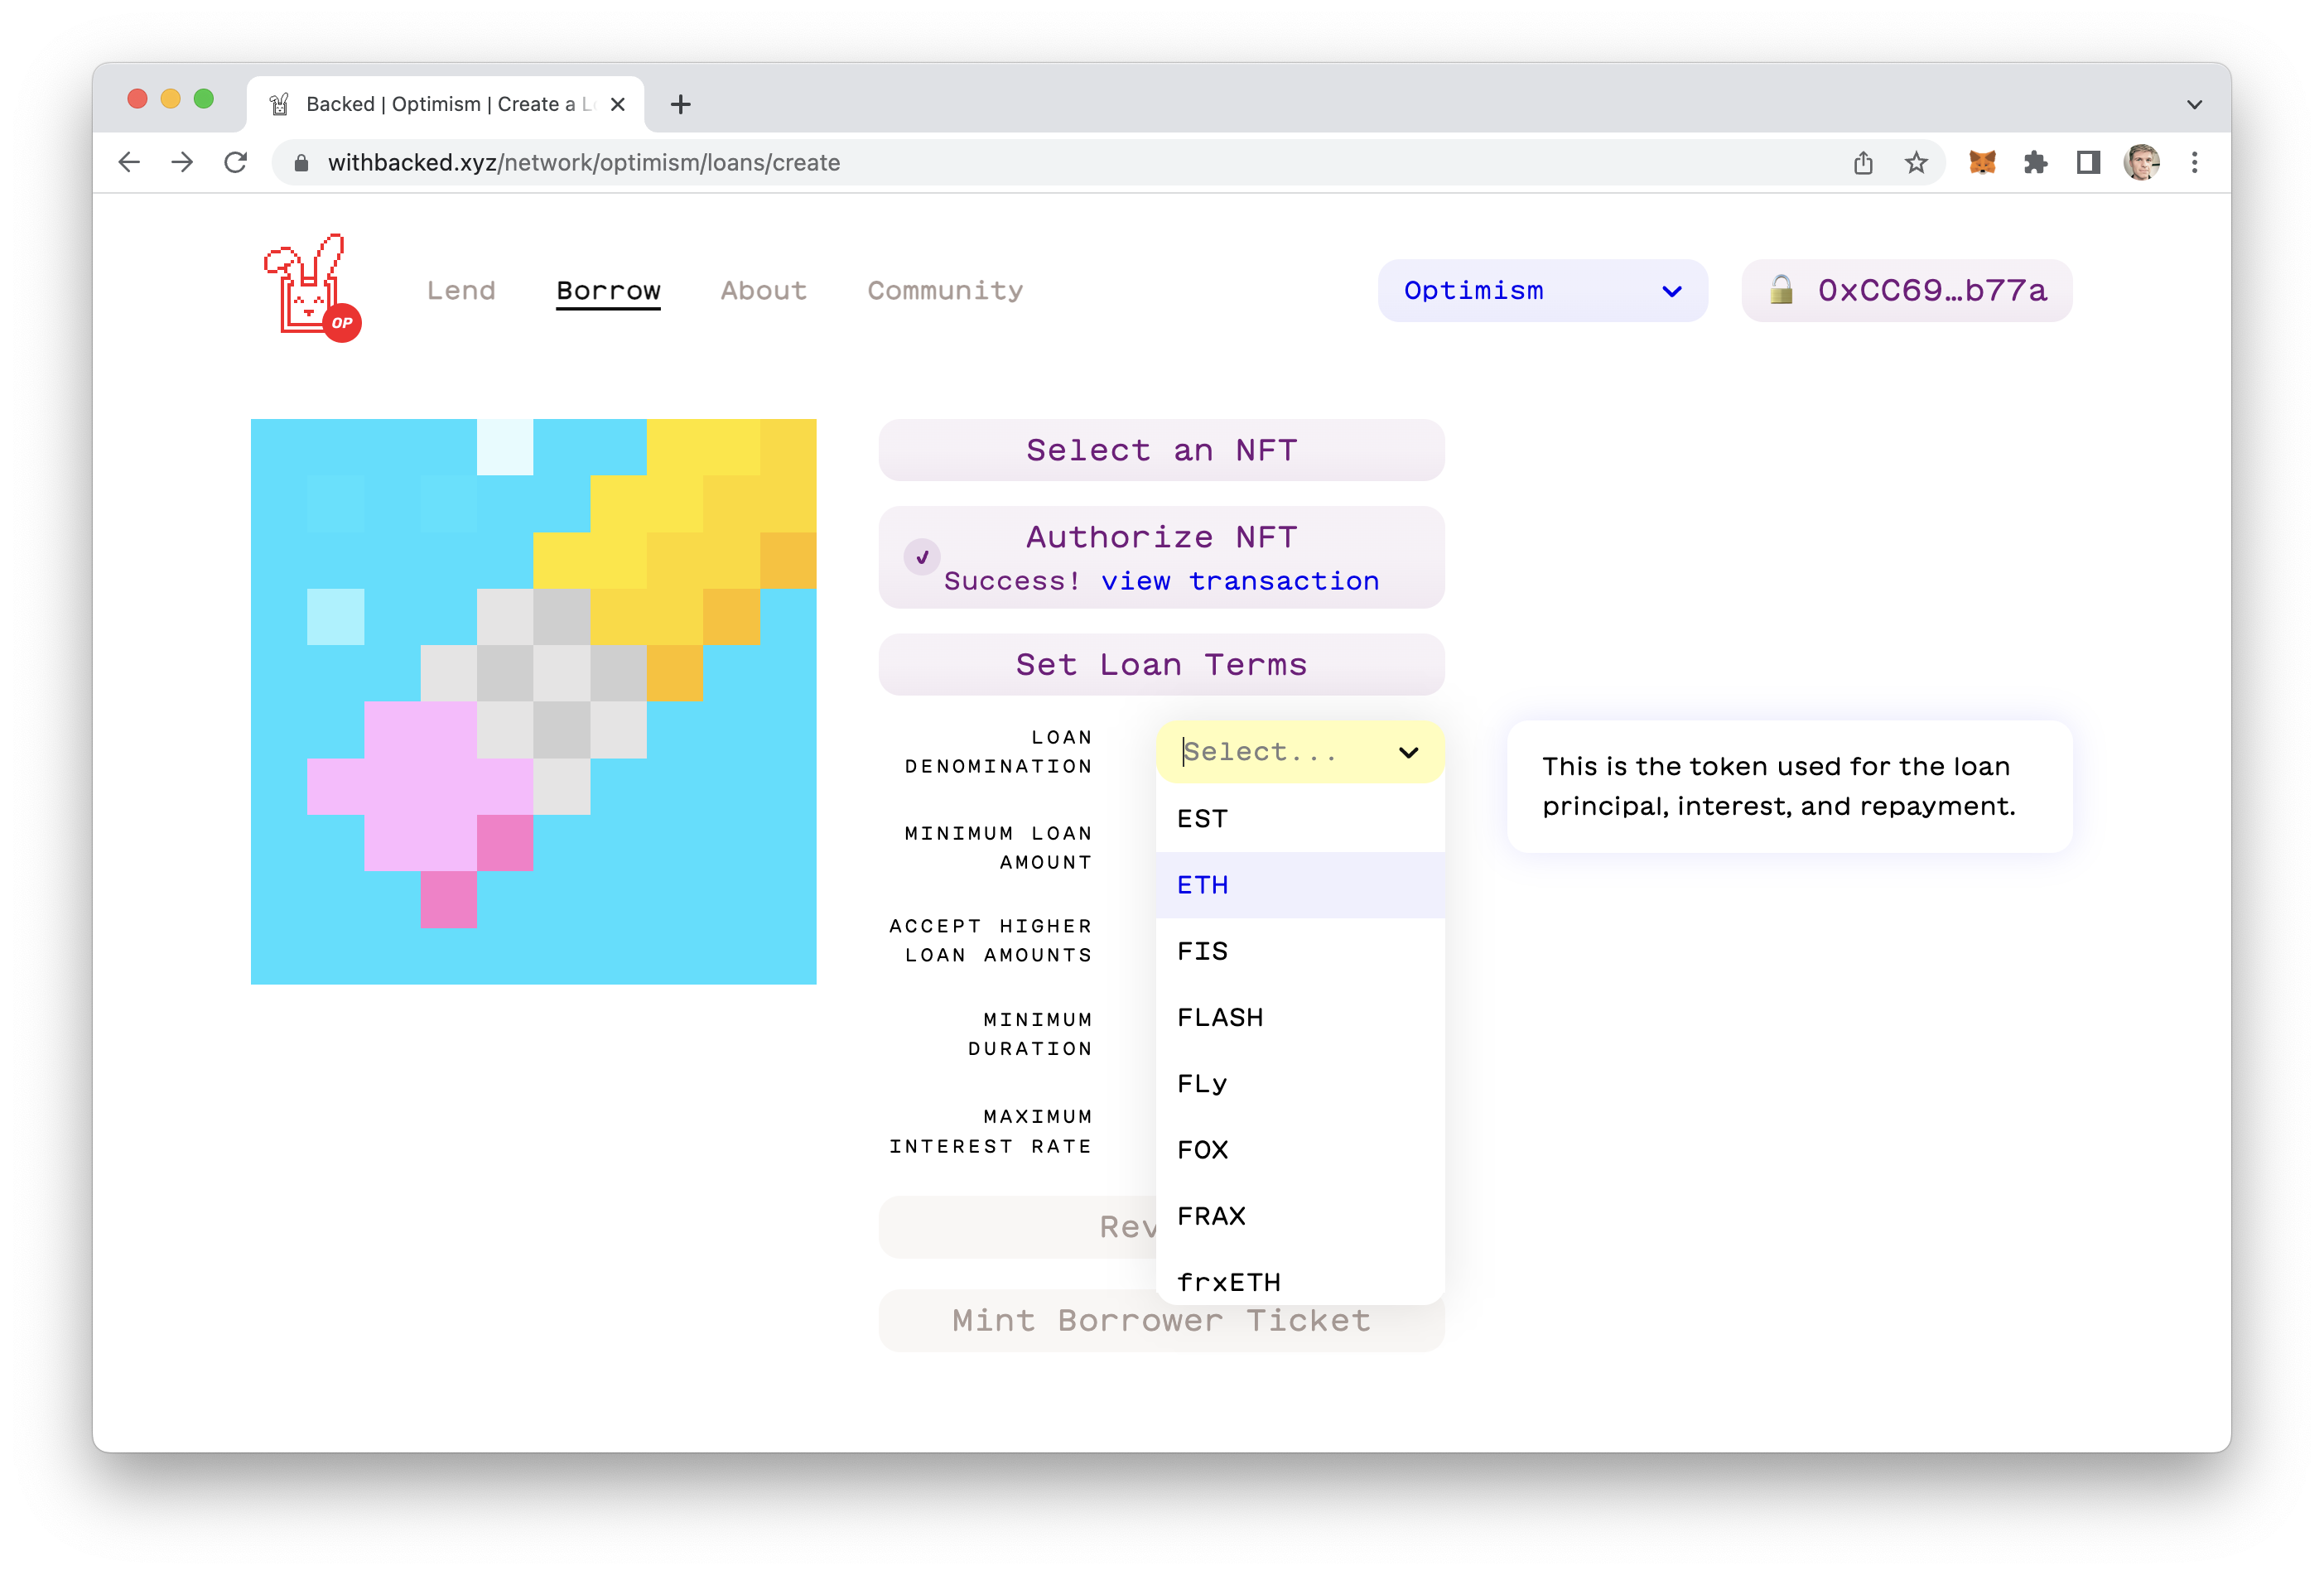 Backed | Optimism | Create a L
withbacked.xyz/network/optimism/loans/create
OP
Lend
Borrow
About
Community
Optimism
0xCC69…b77a
Select an NFT
Authorize NFT
Success! view transaction
Set Loan Terms
LOAN
DENOMINATION
Select...
This is the token used for the loan
principal, interest, and repayment.
MINIMUM LOAN
AMOUNT
ACCEPT HIGHER
LOAN AMOUNTS
MINIMUM
DURATION
MAXIMUM
INTEREST RATE
EST
ETH
FIS
FLASH
FLy
FOX
FRAX
frxETH
Rev
Mint Borrower Ticket